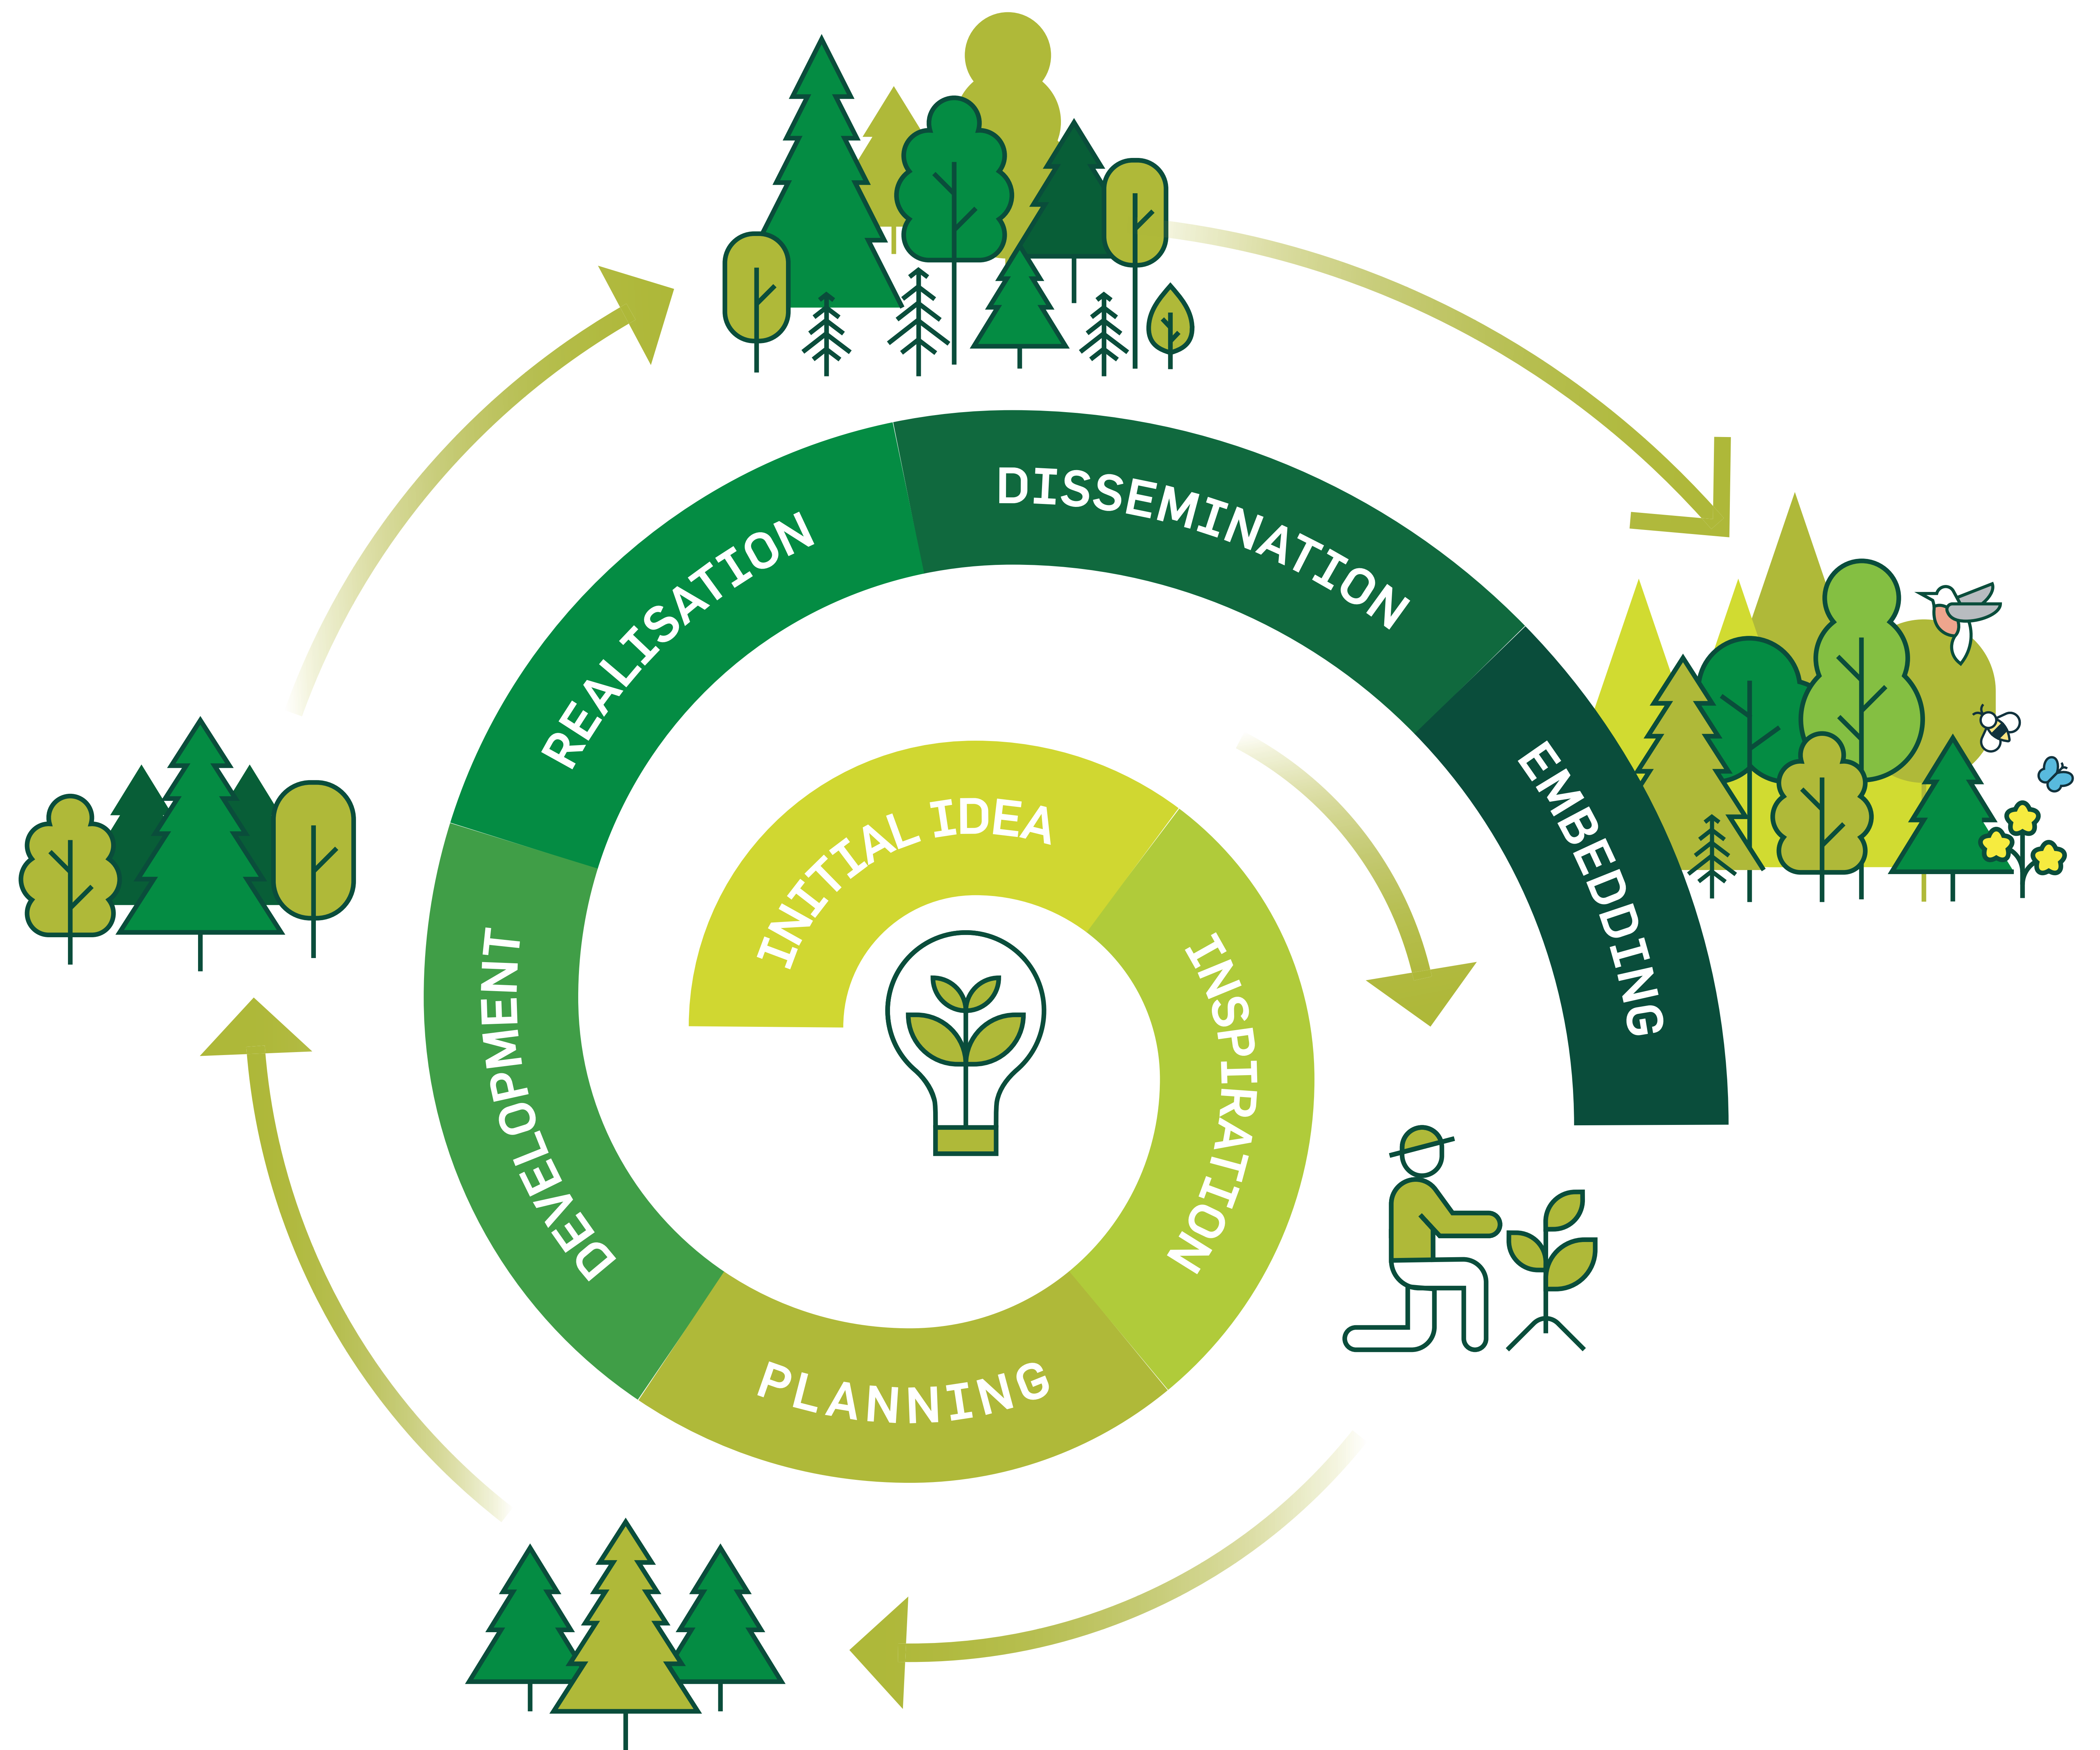 INITIAL IDEA
INSPIRATION
PLANNING
DEVELOPMENT
REALISATION
DISSEMINATION
EMBEDDING